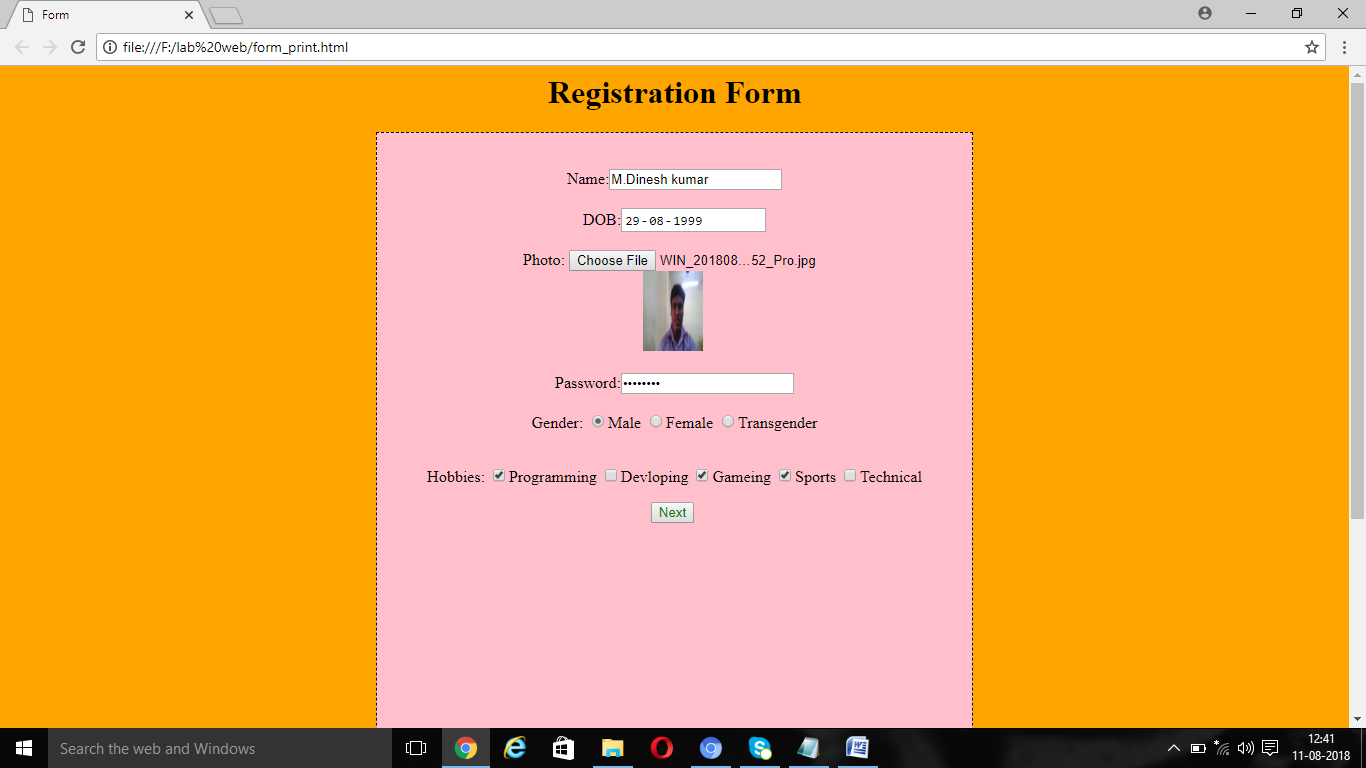 Form
file:///F:/lab%20web/form_print.html
Registration Form
Name:M.Dinesh kumar
DOB:29-08-1999
Photo: Choose File WIN_201808...52_Pro.jpg
Password:••••••••
Gender: Male Female Transgender
Hobbies: Programming Devloping Gameing Sports Technical
Next
Search the web and Windows
12:41
11-08-2018